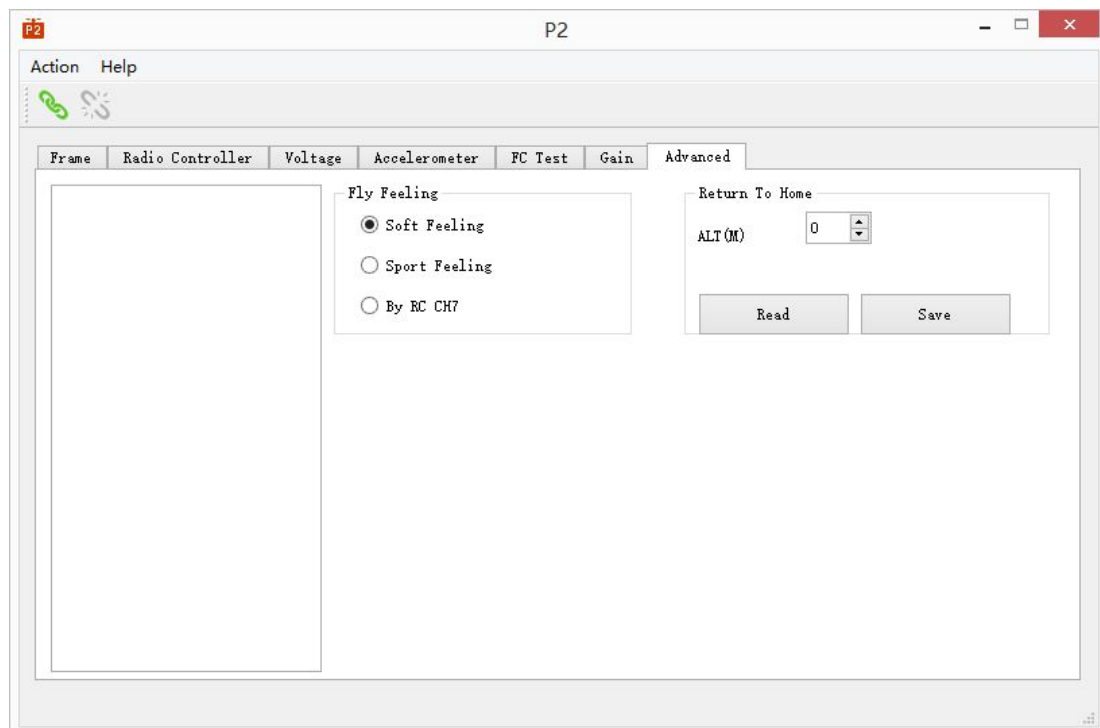 P2
P2
Action Help
Frame Radio Controller Voltage Accelerometer FC Test Gain Advanced
Fly Feeling
Soft Feeling
Sport Feeling
By RC CH7
Return To Home
ALT(M) 0
Read Save